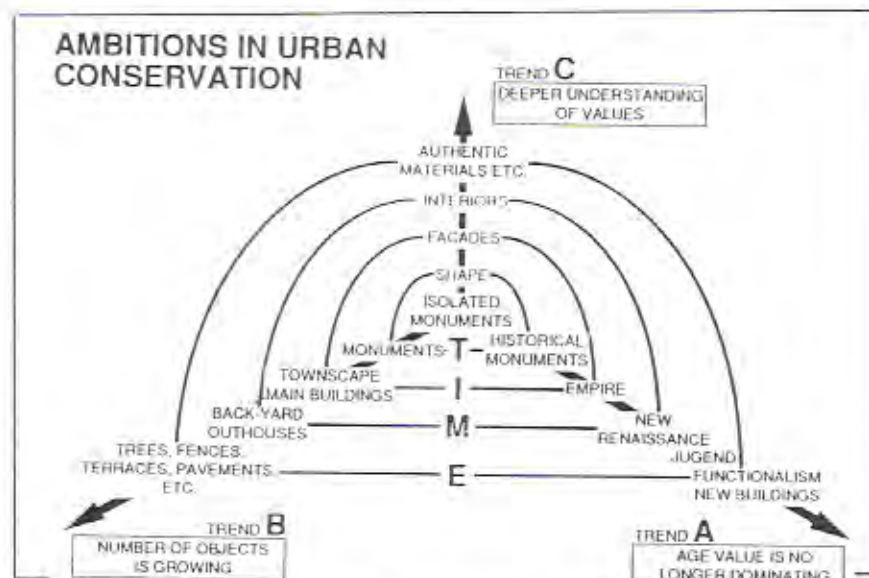 AMBITIONS IN URBAN
CONSERVATION
TREND C
DEEPER UNDERSTANDING
OF VALUES
AUTHENTIC
MATERIALS ETC.
INTERIORS
FACADES
SHAPE
ISOLATED
MONUMENTS
MONUMENTS
T
HISTORICAL
MONUMENTS
TOWNSCAPE
MAIN BUILDINGS
I
EMPIRE
BACK-YARD
OUTHOUSES
M
NEW
RENAISSANCE
JUGEND
TREES, FENCES,
TERRACES, PAVEMENTS
ETC.
E
FUNCTIONALISM
NEW BUILDINGS
TREND B
NUMBER OF OBJECTS
IS GROWING
TREND A
AGE VALUE IS NO
LONGER DOMINATING